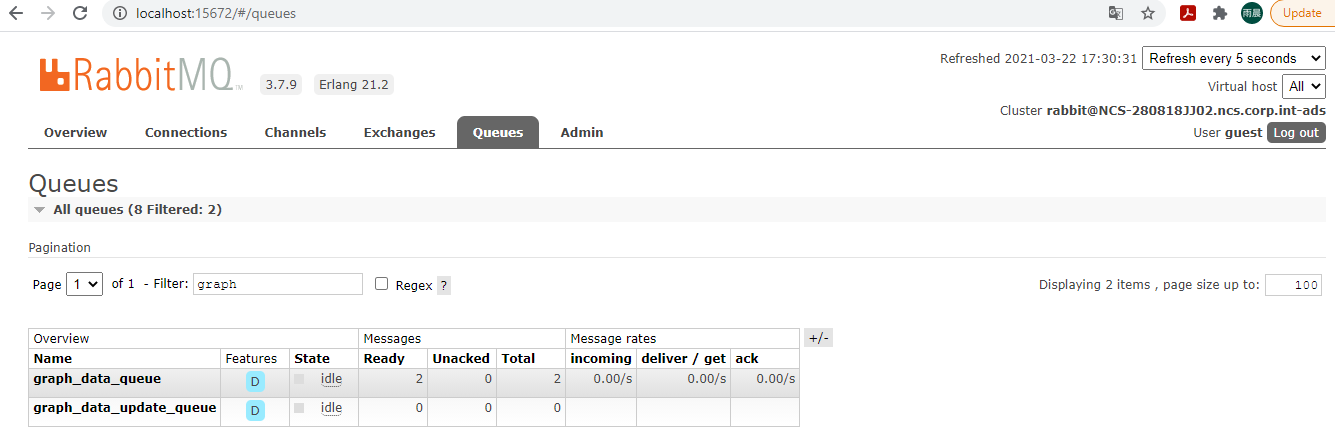 localhost:15672/#/queues
雨晨
Update
RabbitMQ TM
3.7.9
Erlang 21.2
Refreshed 2021-03-22 17:30:31 Refresh every 5 seconds
Virtual host All
Cluster rabbit@NCS-280818JJ02.ncs.corp.int-ads
User guest Log out
Overview Connections Channels Exchanges Queues Admin
Queues
All queues (8 Filtered: 2)
Pagination
Page 1 of 1 - Filter: graph Regex ? Displaying 2 items , page size up to: 100
Overview Messages Message rates +/-
Name Features State Ready Unacked Total incoming deliver / get ack
graph_data_queue D idle 2 0 2 0.00/s 0.00/s 0.00/s
graph_data_update_queue D idle 0 0 0